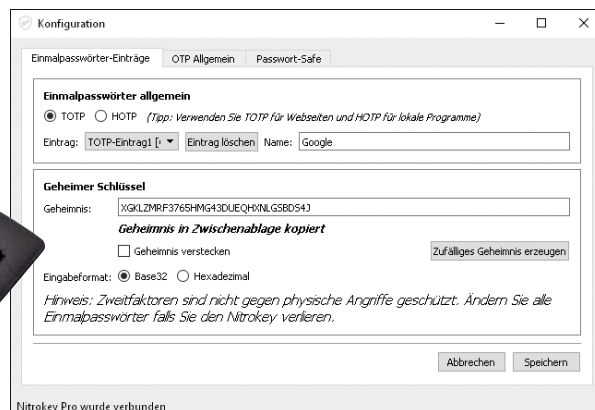 Konfiguration
Einmalpasswörter-Einträge OTP Allgemein Passwort-Safe
Einmalpasswörter allgemein
TOTP HOTP (Tipp: Verwenden Sie TOTP für Webseiten und HOTP für lokale Programme)
Eintrag: TOTP-Eintrag1 [ Eintrag löschen Name: Google
Geheimer Schlüssel
Geheimnis: XGKLZMRF3765HMG43DUEQHXNLGSBDS4J
Geheimnis in Zwischenablage kopiert
Geheimnis verstecken Zufälliges Geheimnis erzeugen
Eingabeformat: Base32 Hexadezimal
Hinweis: Zweitfaktoren sind nicht gegen physische Angriffe geschützt. Ändern Sie alle
Einmalpasswörter falls Sie den Nitrokey verlieren.
Abbrechen Speichern
Nitrokey Pro wurde verbunden